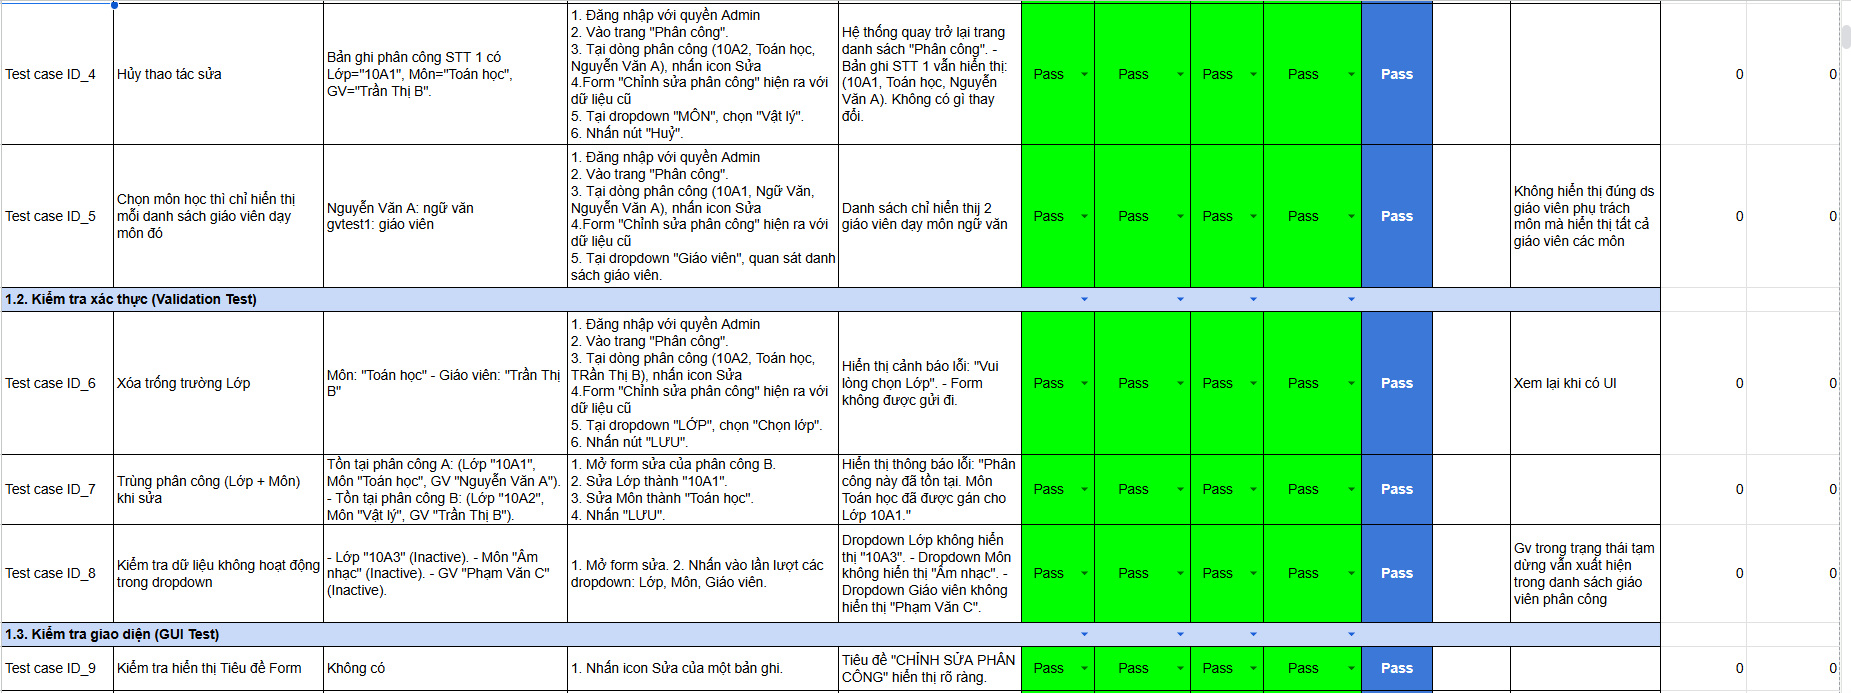 Test case ID_4
Hủy thao tác sửa
Bản ghi phân công STT 1 có
Lớp="10A1", Môn="Toán học",
GV="Trần Thị B".
1. Đăng nhập với quyền Admin
2. Vào trang "Phân công".
3. Tại dòng phân công (10A2, Toán học,
Nguyễn Văn A), nhấn icon Sửa
4.Form "Chỉnh sửa phân công" hiện ra với
dữ liệu cũ
5. Tại dropdown "MÔN", chọn "Vật lý".
6. Nhấn nút "Huỷ".
Hệ thống quay trở lại trang
danh sách "Phân công". -
Bản ghi STT 1 vẫn hiển thị:
(10A1, Toán học, Nguyễn
Văn A). Không có gì thay
đổi.
Pass
Pass
Pass
Pass
Pass
0
0
Test case ID_5
Chọn môn học thì chỉ hiển thị
mỗi danh sách giáo viên dạy
môn đó
Nguyễn Văn A: ngữ văn
gvtest1: giáo viên
1. Đăng nhập với quyền Admin
2. Vào trang "Phân công".
3. Tại dòng phân công (10A1, Ngữ Văn,
Nguyễn Văn A), nhấn icon Sửa
4.Form "Chỉnh sửa phân công" hiện ra với
dữ liệu cũ
5. Tại dropdown "Giáo viên", quan sát danh
sách giáo viên.
Danh sách chỉ hiển thij 2
giáo viên dạy môn ngữ văn
Pass
Pass
Pass
Pass
Pass
Không hiển thị đúng ds
giáo viên phụ trách
môn mà hiển thị tất cả
giáo viên các môn
0
0
1.2. Kiểm tra xác thực (Validation Test)
Test case ID_6
Xóa trống trường Lớp
Môn: "Toán học" - Giáo viên: "Trần Thị
B"
1. Đăng nhập với quyền Admin
2. Vào trang "Phân công".
3. Tại dòng phân công (10A2, Toán học,
TRần Thị B), nhấn icon Sửa
4.Form "Chỉnh sửa phân công" hiện ra với
dữ liệu cũ
5. Tại dropdown "LỚP", chọn "Chọn lớp".
6. Nhấn nút "LƯU".
Hiển thị cảnh báo lỗi: "Vui
lòng chọn Lớp". - Form
không được gửi đi.
Pass
Pass
Pass
Pass
Pass
Xem lại khi có UI
0
0
Test case ID_7
Trùng phân công (Lớp + Môn)
khi sửa
Tồn tại phân công A: (Lớp "10A1",
Môn "Toán học", GV "Nguyễn Văn A").
- Tồn tại phân công B: (Lớp "10A2",
Môn "Vật lý", GV "Trần Thị B").
1. Mở form sửa của phân công B.
2. Sửa Lớp thành "10A1".
3. Sửa Môn thành "Toán học".
4. Nhấn "LƯU".
Hiển thị thông báo lỗi: "Phân
công này đã tồn tại. Môn
Toán học đã được gán cho
Lớp 10A1."
Pass
Pass
Pass
Pass
Pass
0
0
Test case ID_8
Kiểm tra dữ liệu không hoạt động
trong dropdown
- Lớp "10A3" (Inactive). - Môn "Âm
nhạc" (Inactive). - GV "Phạm Văn C"
(Inactive).
1. Mở form sửa. 2. Nhấn vào lần lượt các
dropdown: Lớp, Môn, Giáo viên.
Dropdown Lớp không hiển
thị "10A3". - Dropdown Môn
không hiển thị "Âm nhạc". -
Dropdown Giáo viên không
hiển thị "Phạm Văn C".
Pass
Pass
Pass
Pass
Pass
Gv trong trạng thái tạm
dừng vẫn xuất hiện
trong danh sách giáo
viên phân công
0
0
1.3. Kiểm tra giao diện (GUI Test)
Test case ID_9
Kiểm tra hiển thị Tiêu đề Form
Không có
1. Nhấn icon Sửa của một bản ghi.
Tiêu đề "CHỈNH SỬA PHÂN
CÔNG" hiển thị rõ ràng.
Pass
Pass
Pass
Pass
Pass
0
0